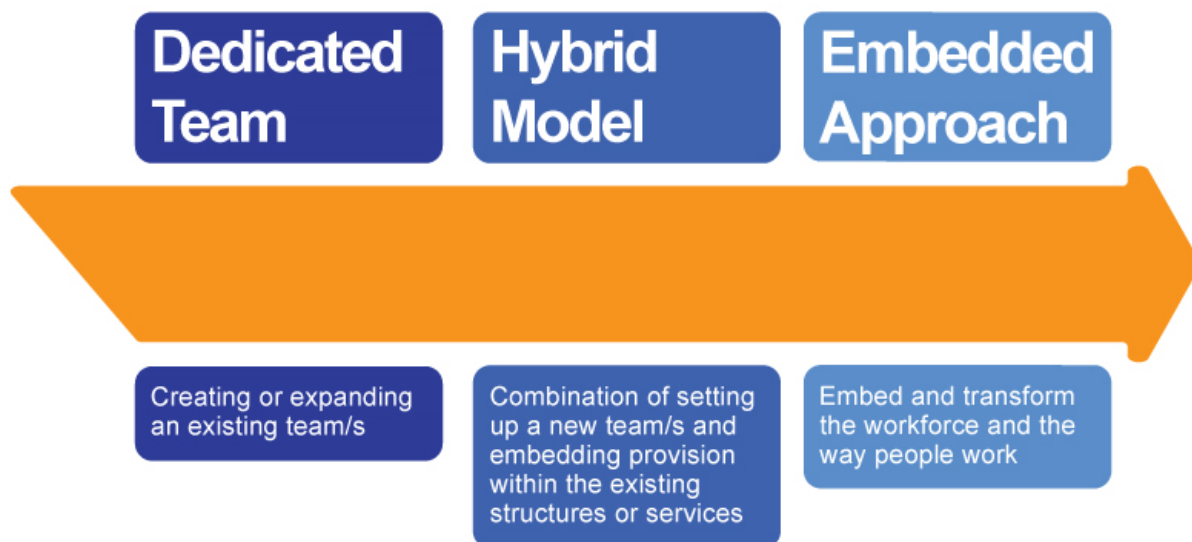 Dedicated
Team
Hybrid
Model
Embedded
Approach
Creating or expanding
an existing team/s
Combination of setting
up a new team/s and
embedding provision
within the existing
structures or services
Embed and transform
the workforce and the
way people work